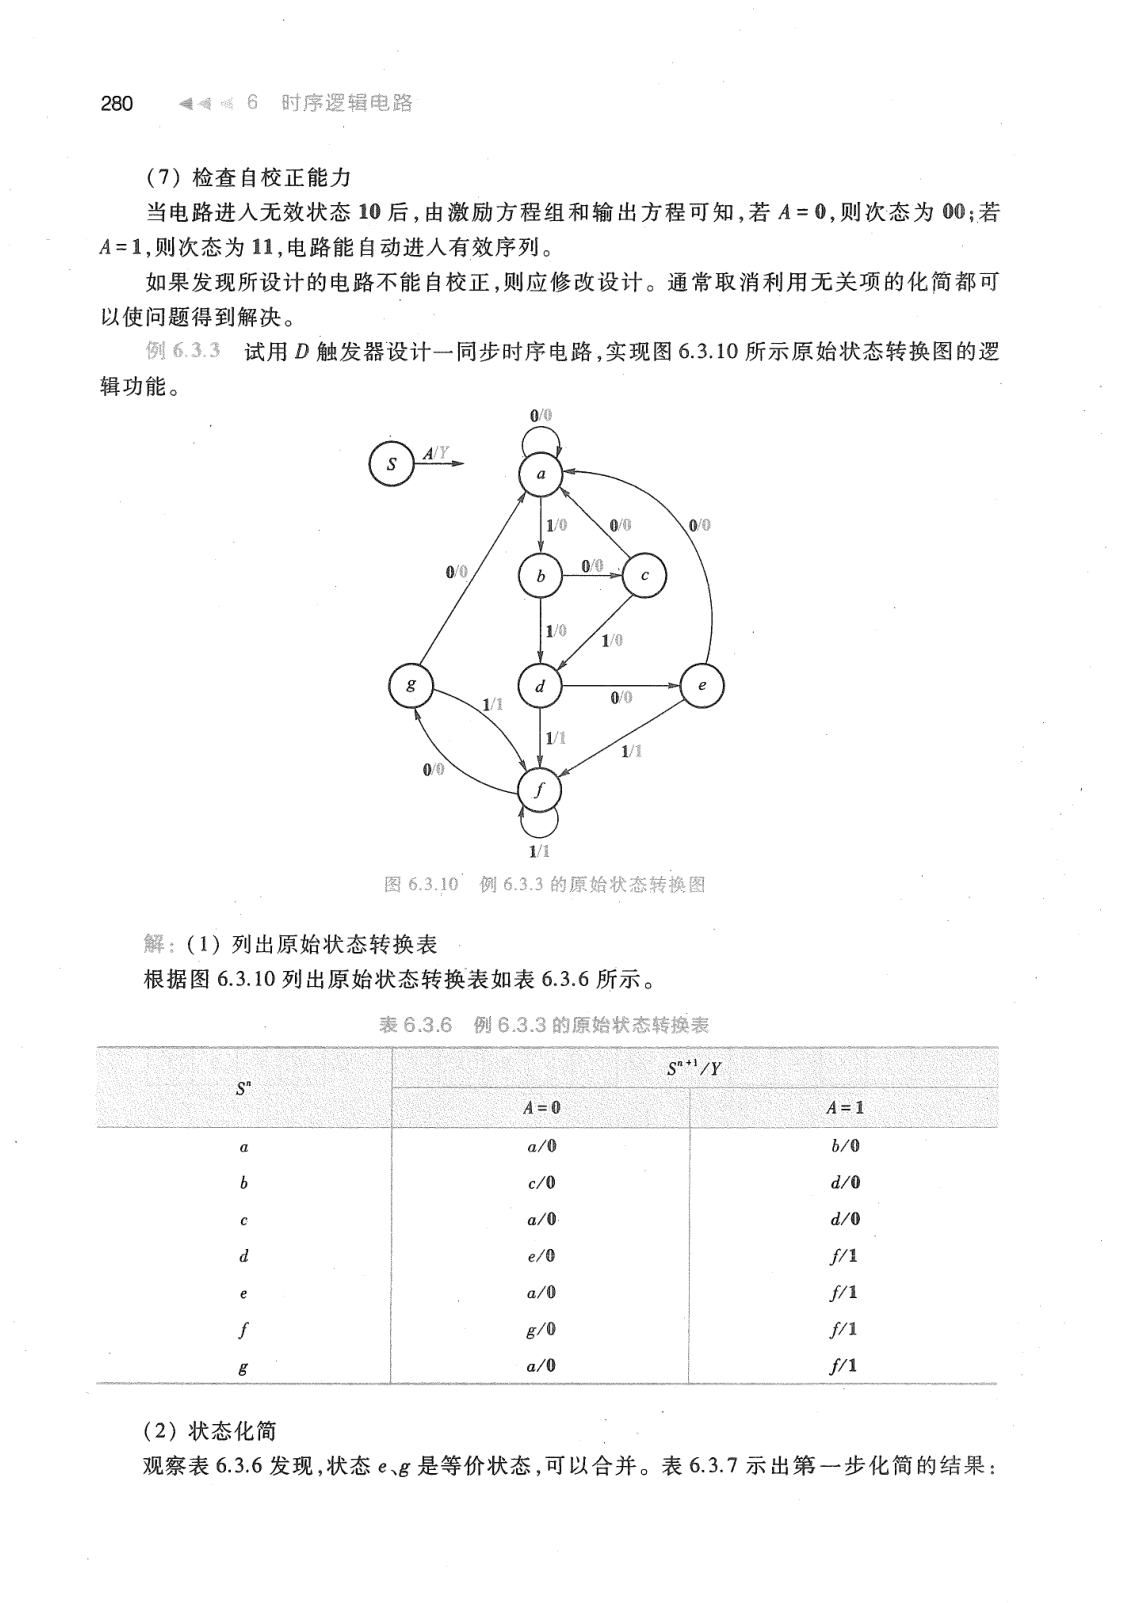 280 6 时序逻辑电路
(7) 检查自校正能力
当电路进入无效状态 10 后,由激励方程组和输出方程可知,若 A=0,则次态为 00;若
A=1,则次态为 11,电路能自动进入有效序列。
如果发现所设计的电路不能自校正,则应修改设计。通常取消利用无关项的化简都可
以使问题得到解决。
例 6.3.3 试用 D 触发器设计一同步时序电路,实现图 6.3.10 所示原始状态转换图的逻
辑功能。
0/0
S A/Y
a
1/0 0/0 0/0
0/0 b 0/0 c
1/0 1/0
g d 0/0 e
1/1
1/1 1/1
0/0
f
1/1
图 6.3.10 例 6.3.3 的原始状态转换图
解: (1) 列出原始状态转换表
根据图 6.3.10 列出原始状态转换表如表 6.3.6 所示。
表 6.3.6 例 6.3.3 的原始状态转换表
Sⁿ⁺¹/Y
Sⁿ
A=0 A=1
a a/0 b/0
b c/0 d/0
c a/0 d/0
d e/0 f/1
e a/0 f/1
f g/0 f/1
g a/0 f/1
(2) 状态化简
观察表 6.3.6 发现,状态 e、g 是等价状态,可以合并。表 6.3.7 示出第一步化简的结果: